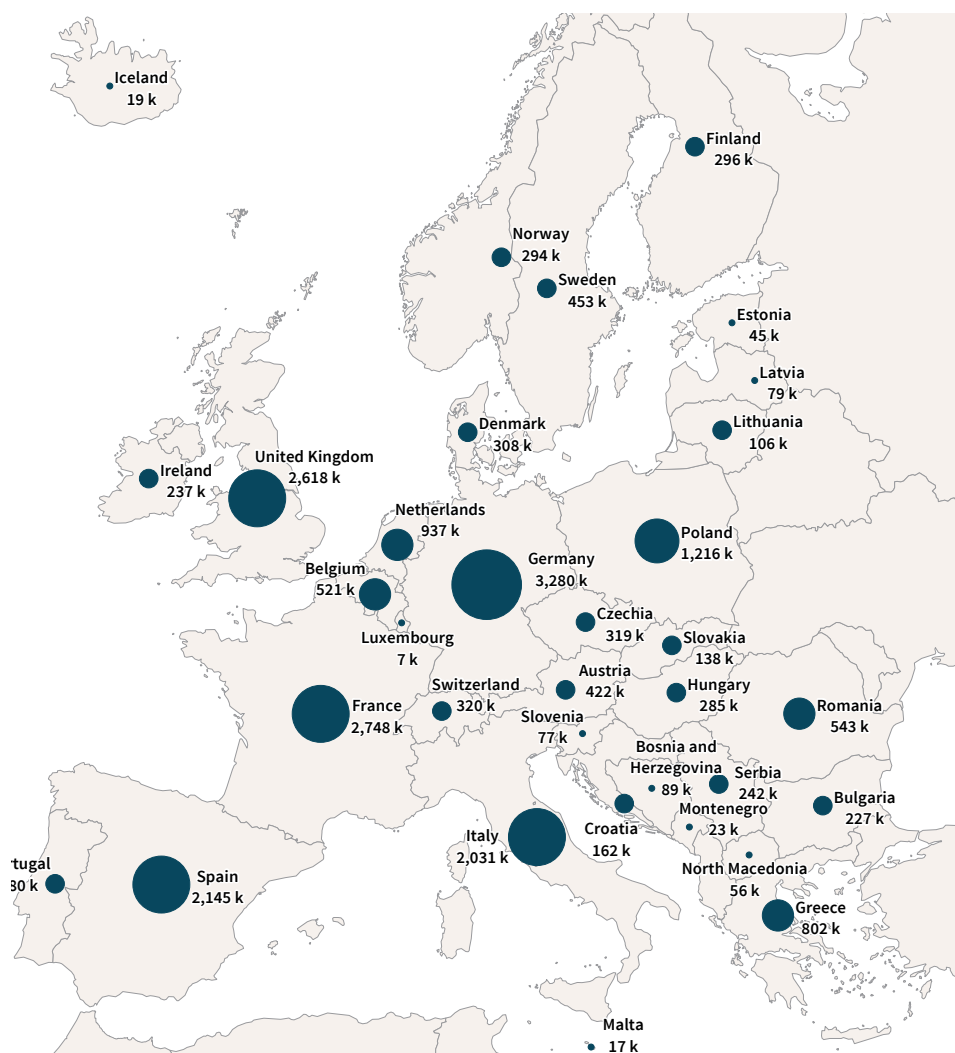 Iceland
19 k
Finland
296 k
Norway
294 k
Sweden
453 k
Estonia
45 k
Latvia
79 k
Lithuania
106 k
Denmark
308 k
United Kingdom
2,618 k
Ireland
237 k
Netherlands
937 k
Poland
1,216 k
Germany
3,280 k
Belgium
521 k
Czechia
319 k
Luxembourg
7 k
Slovakia
138 k
Austria
422 k
Switzerland
320 k
Hungary
285 k
France
2,748 k
Romania
543 k
Slovenia
77 k
Bosnia and
Herzegovina
89 k
Serbia
242 k
Bulgaria
227 k
Montenegro
23 k
Croatia
162 k
Italy
2,031 k
North Macedonia
56 k
rtugal
80 k
Spain
2,145 k
Greece
802 k
Malta
17 k